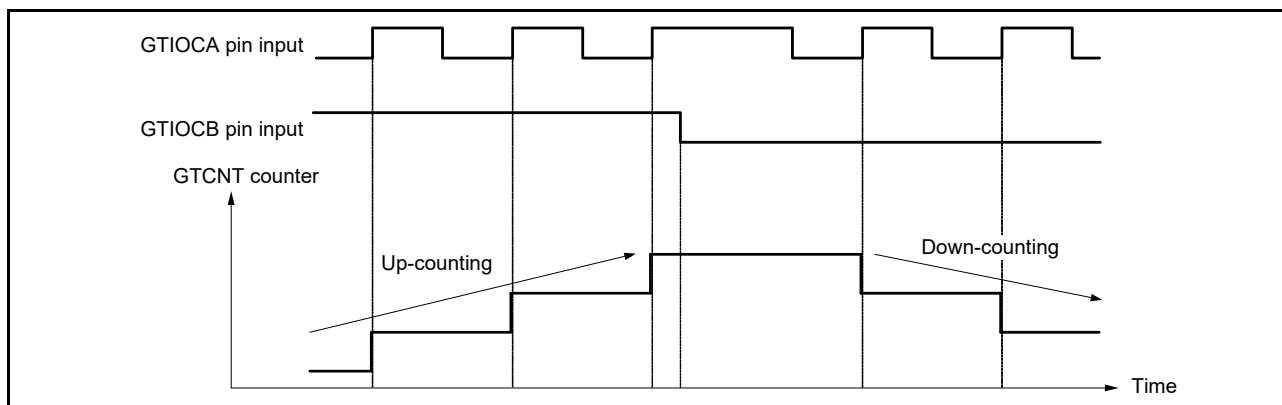 GTIOCA pin input
GTIOCB pin input
GTCNT counter
Up-counting
Down-counting
Time